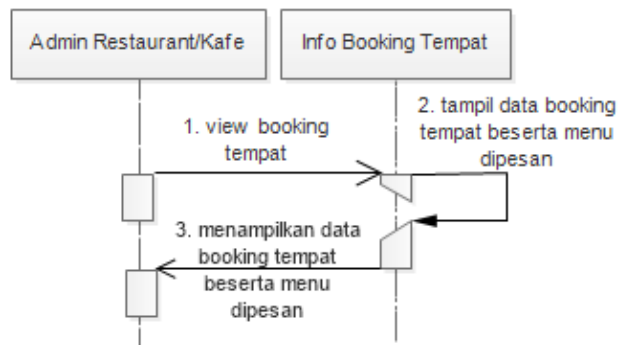 Admin Restaurant/Kafe
Info Booking Tempat
1. view booking
tempat
2. tampil data booking
tempat beserta menu
dipesan
3. menampilkan data
booking tempat
beserta menu
dipesan